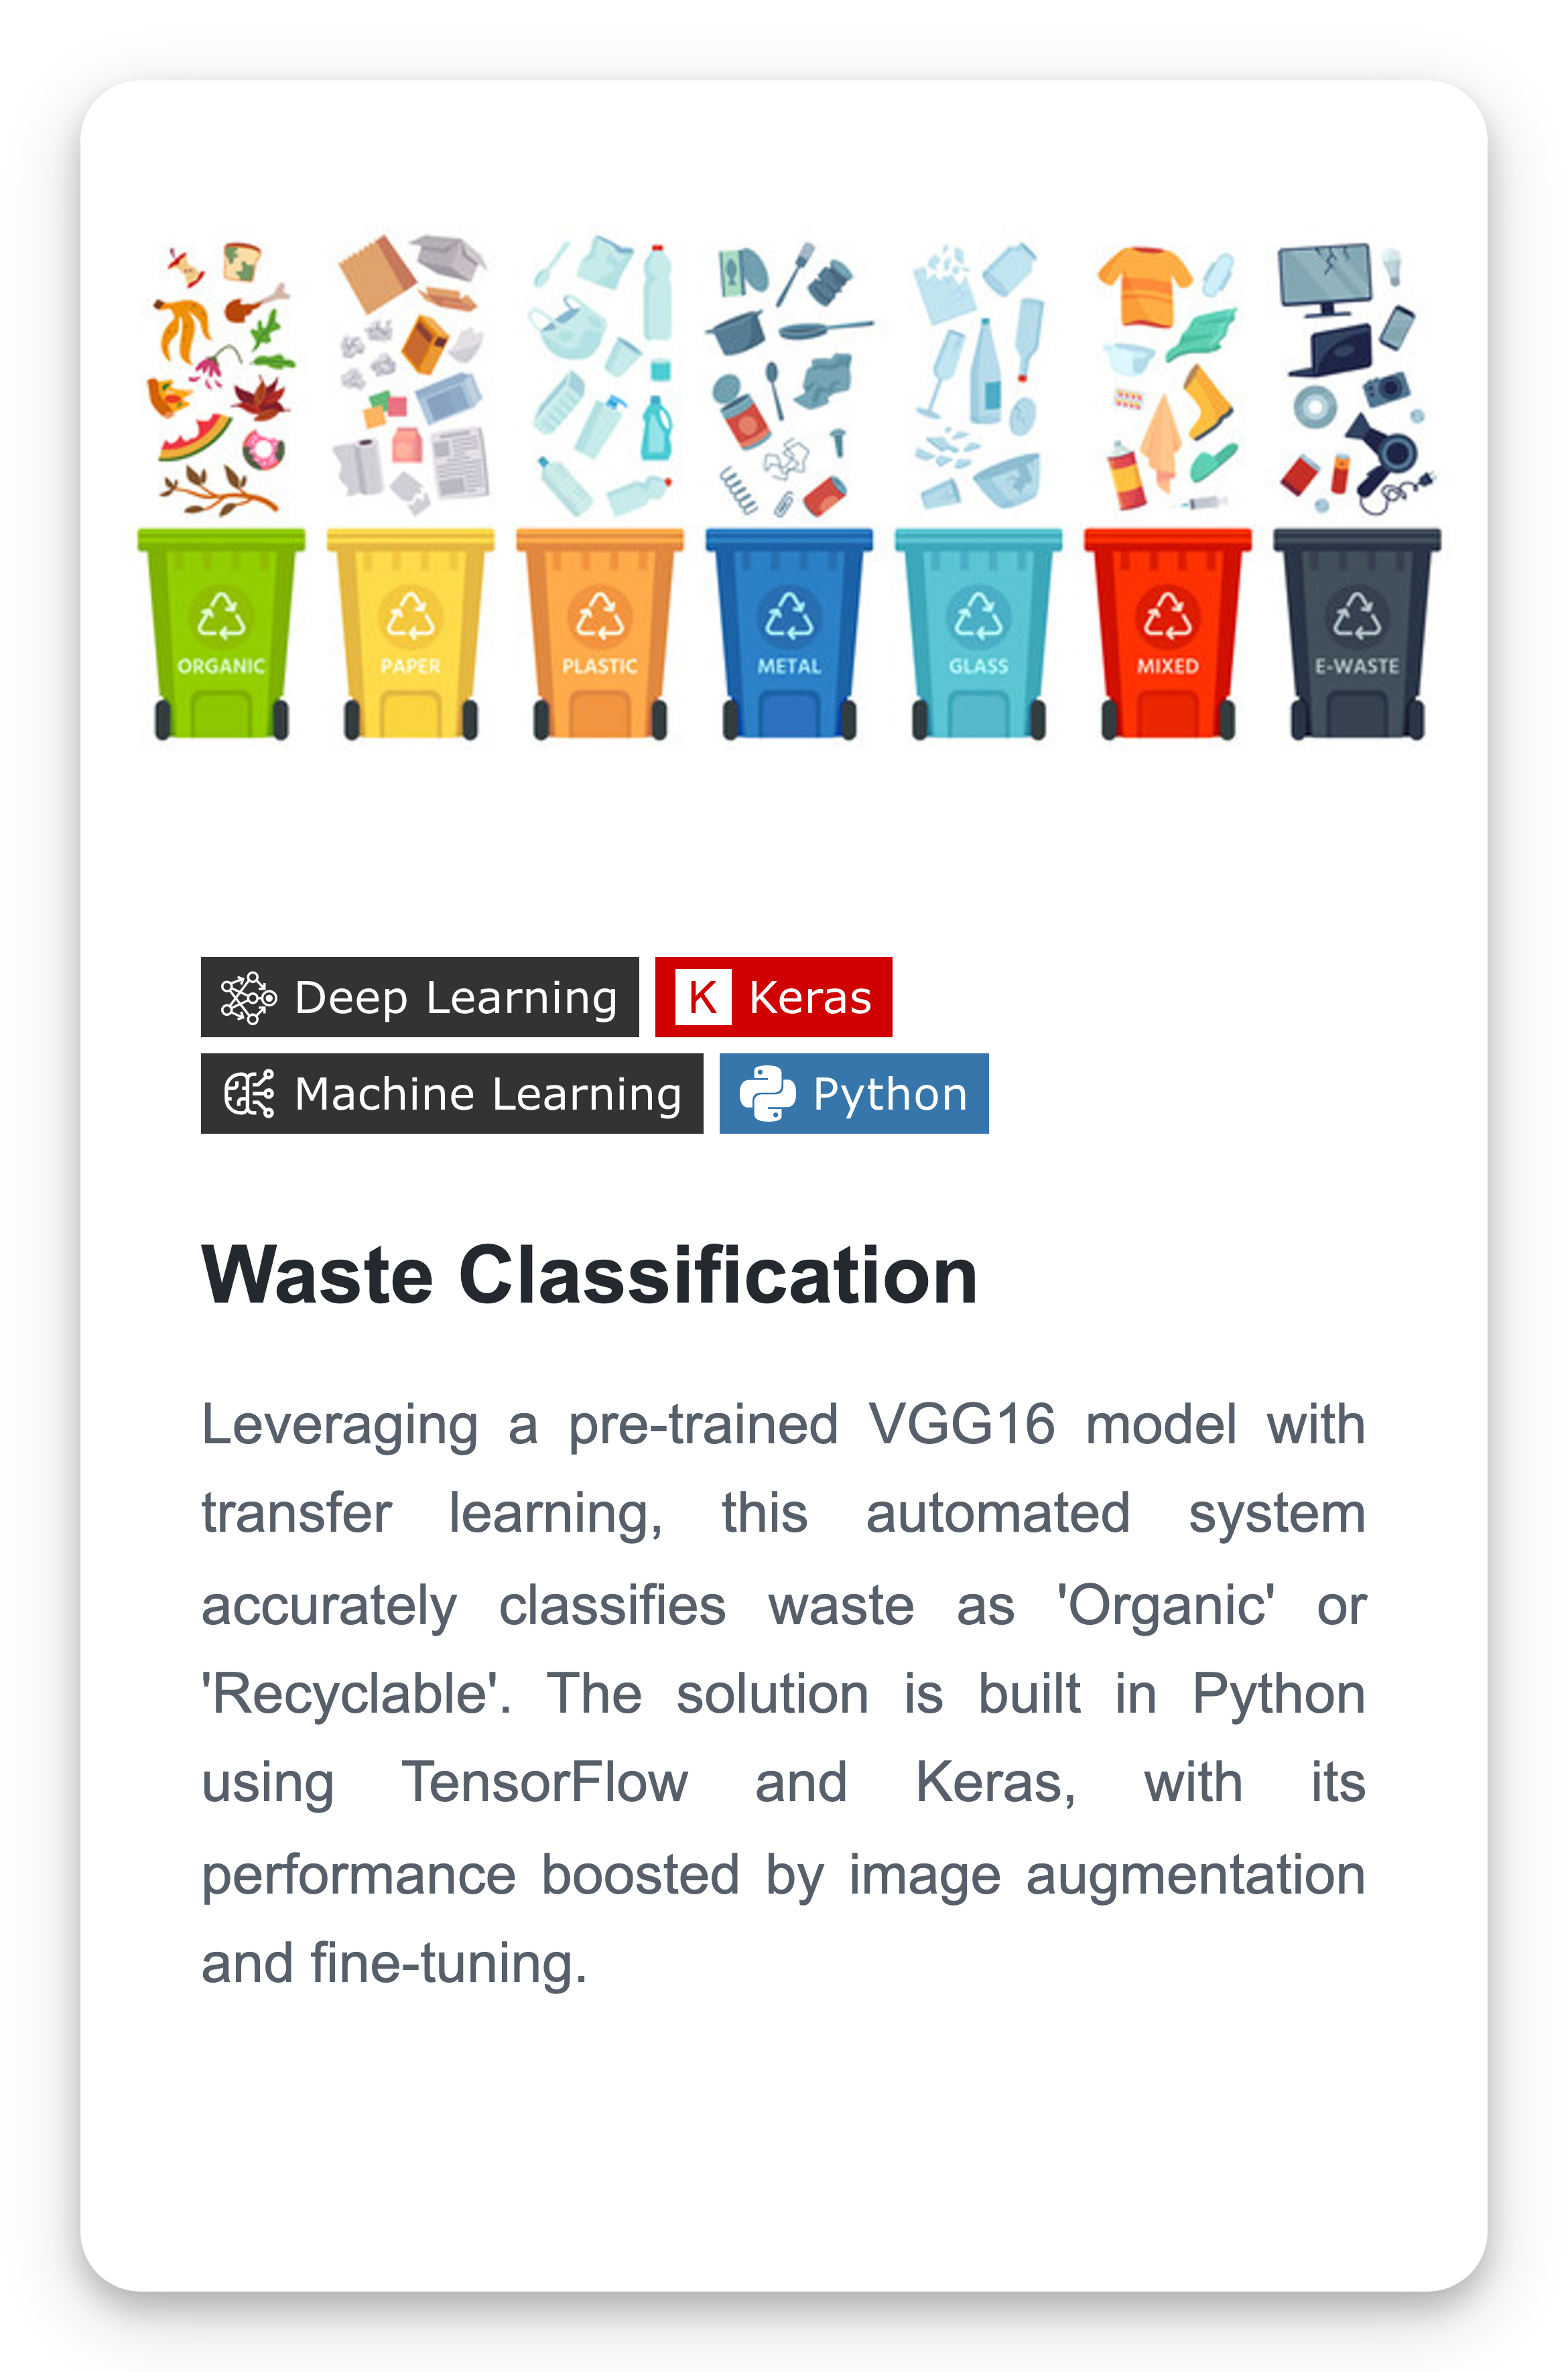 ORGANIC PAPER PLASTIC METAL GLASS MIXED E-WASTE
Deep Learning K Keras
Machine Learning Python
Waste Classification
Leveraging a pre-trained VGG16 model with
transfer learning, this automated system
accurately classifies waste as 'Organic' or
'Recyclable'. The solution is built in Python
using TensorFlow and Keras, with its
performance boosted by image augmentation
and fine-tuning.